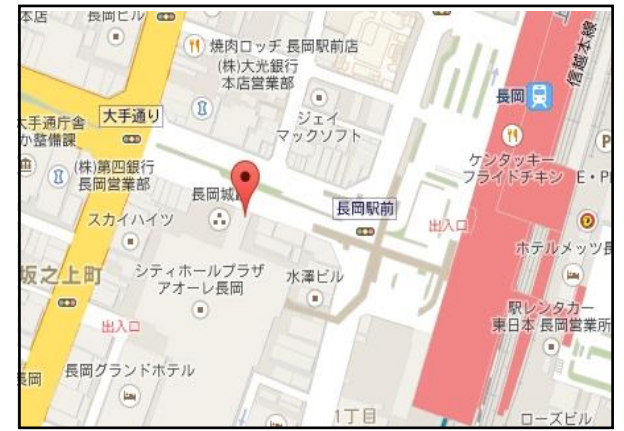 本店
長岡ビル
焼肉ロッヂ 長岡駅前店
(株)大光銀行
本店営業部
信越本線
長岡
大手通庁舎
か整備課
大手通り
ジェイ
マックソフト
ケンタッキー
フライドチキン
(株)第四銀行
長岡営業部
長岡城
長岡駅前
出入口
スカイハイツ
ホテルメッツ長
坂之上町
シティホールプラザ
アオーレ長岡
水澤ビル
出入口
駅レンタカー
東日本 長岡営業所
長岡グランドホテル
長岡
1丁目
ローズビル